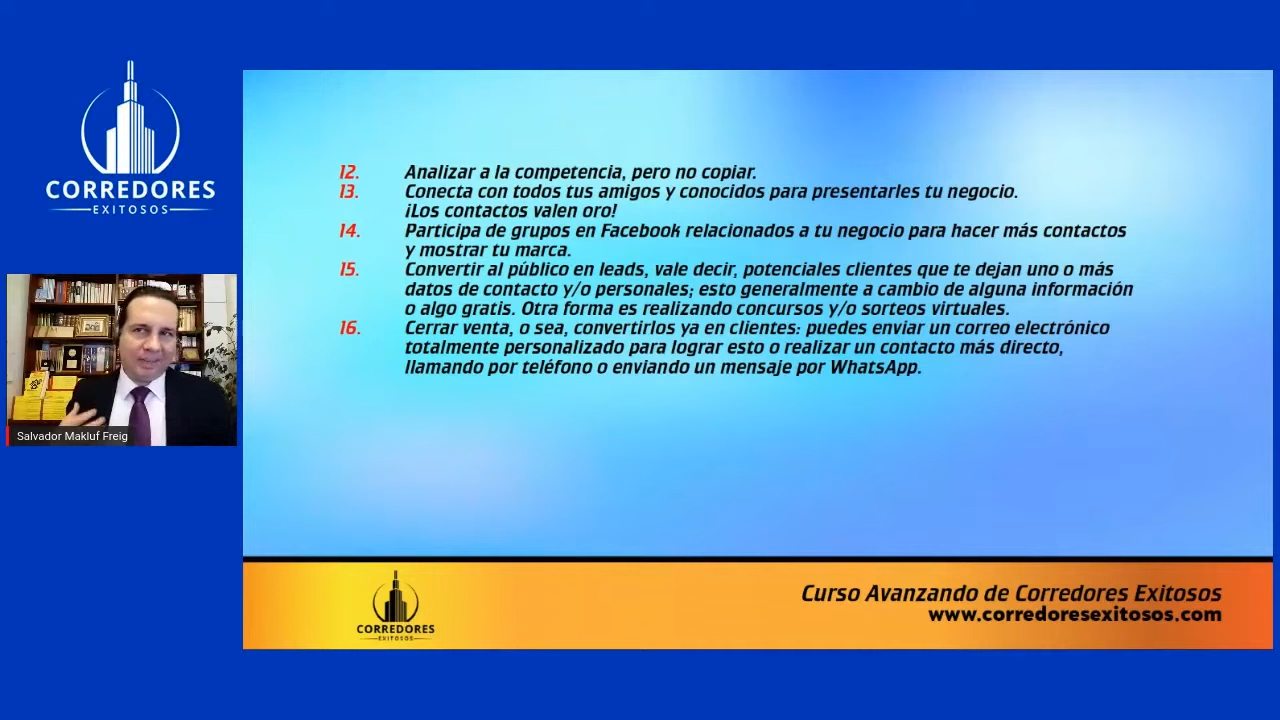 CORREDORES
EXITOSOS
Salvador Makluf Freig
12. Analizar a la competencia, pero no copiar.
13. Conecta con todos tus amigos y conocidos para presentarles tu negocio.
¡Los contactos valen oro!
14. Participa de grupos en Facebook relacionados a tu negocio para hacer más contactos
y mostrar tu marca.
15. Convertir al público en leads, vale decir, potenciales clientes que te dejan uno o más
datos de contacto y/o personales; esto generalmente a cambio de alguna información
o algo gratis. Otra forma es realizando concursos y/o sorteos virtuales.
16. Cerrar venta, o sea, convertirlos ya en clientes: puedes enviar un correo electrónico
totalmente personalizado para lograr esto o realizar un contacto más directo,
llamando por teléfono o enviando un mensaje por WhatsApp.
CORREDORES
EXITOSOS
Curso Avanzando de Corredores Exitosos
www.corredoresexitosos.com